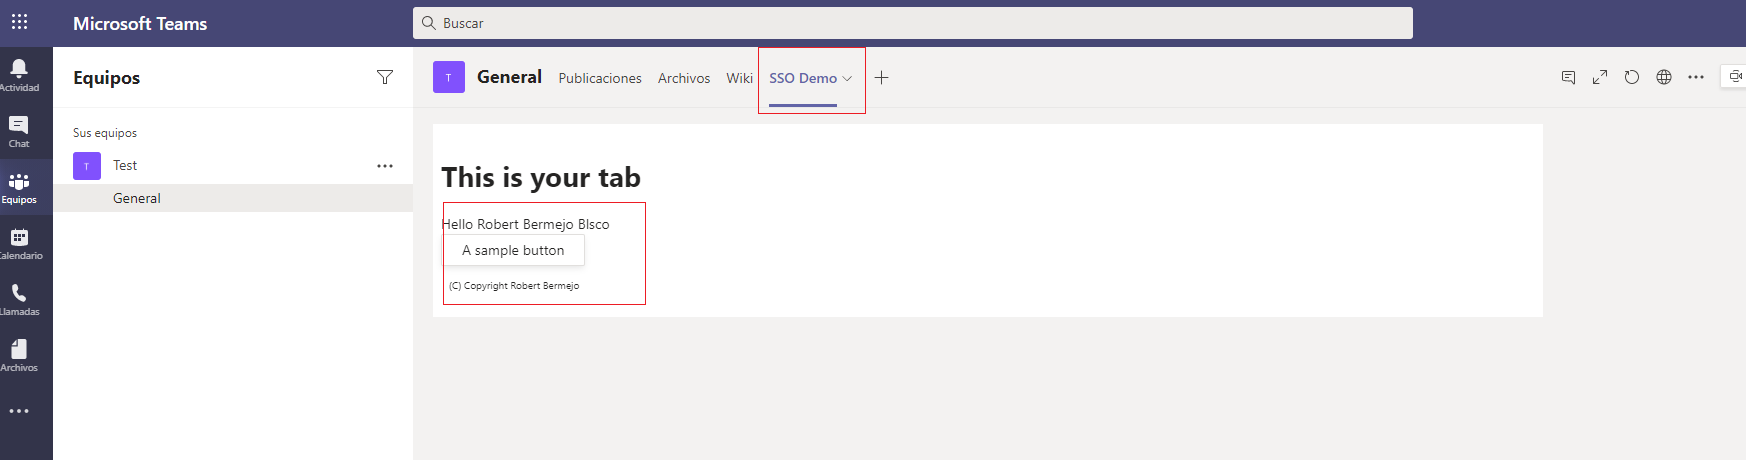 Microsoft Teams
Buscar
Actividad
Chat
Equipos
Calendario
Llamadas
Archivos
Equipos
Sus equipos
T
Test
General
T
General
Publicaciones
Archivos
Wiki
SSO Demo
This is your tab
Hello Robert Bermejo Blsco
A sample button
(C) Copyright Robert Bermejo